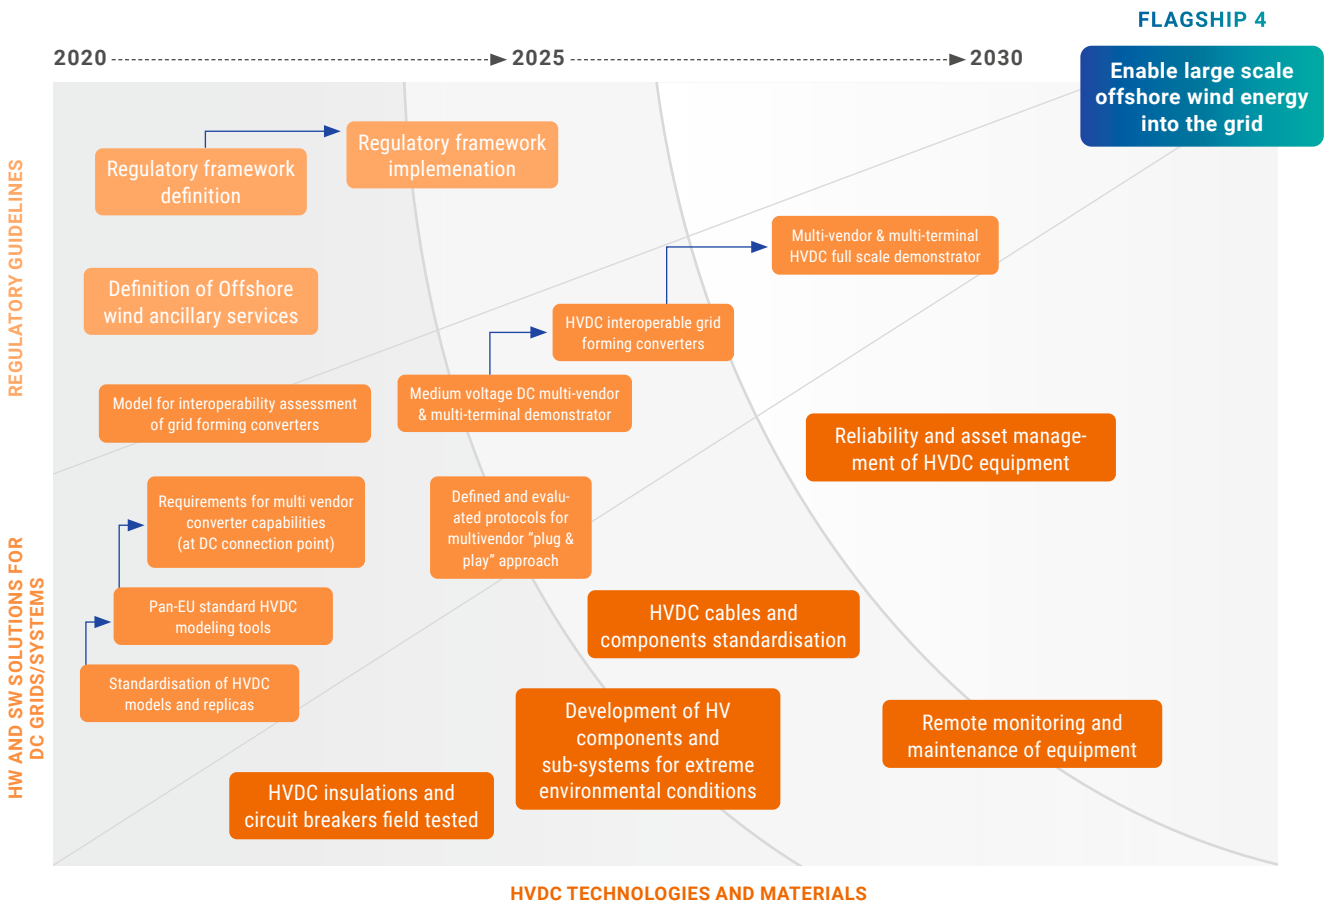 FLAGSHIP 4
2020
2025
2030
Enable large scale
offshore wind energy
into the grid
REGULATORY GUIDELINES
Regulatory framework
definition
Regulatory framework
implemenation
Definition of Offshore
wind ancillary services
Multi-vendor & multi-terminal
HVDC full scale demonstrator
HVDC interoperable grid
forming converters
Medium voltage DC multi-vendor
& multi-terminal demonstrator
Model for interoperability assessment
of grid forming converters
HW AND SW SOLUTIONS FOR
DC GRIDS/SYSTEMS
Requirements for multi vendor
converter capabilities
(at DC connection point)
Defined and evalu-
ated protocols for
multivendor "plug &
play" approach
Pan-EU standard HVDC
modeling tools
Standardisation of HVDC
models and replicas
Reliability and asset manage-
ment of HVDC equipment
HVDC cables and
components standardisation
Development of HV
components and
sub-systems for extreme
environmental conditions
Remote monitoring and
maintenance of equipment
HVDC insulations and
circuit breakers field tested
HVDC TECHNOLOGIES AND MATERIALS